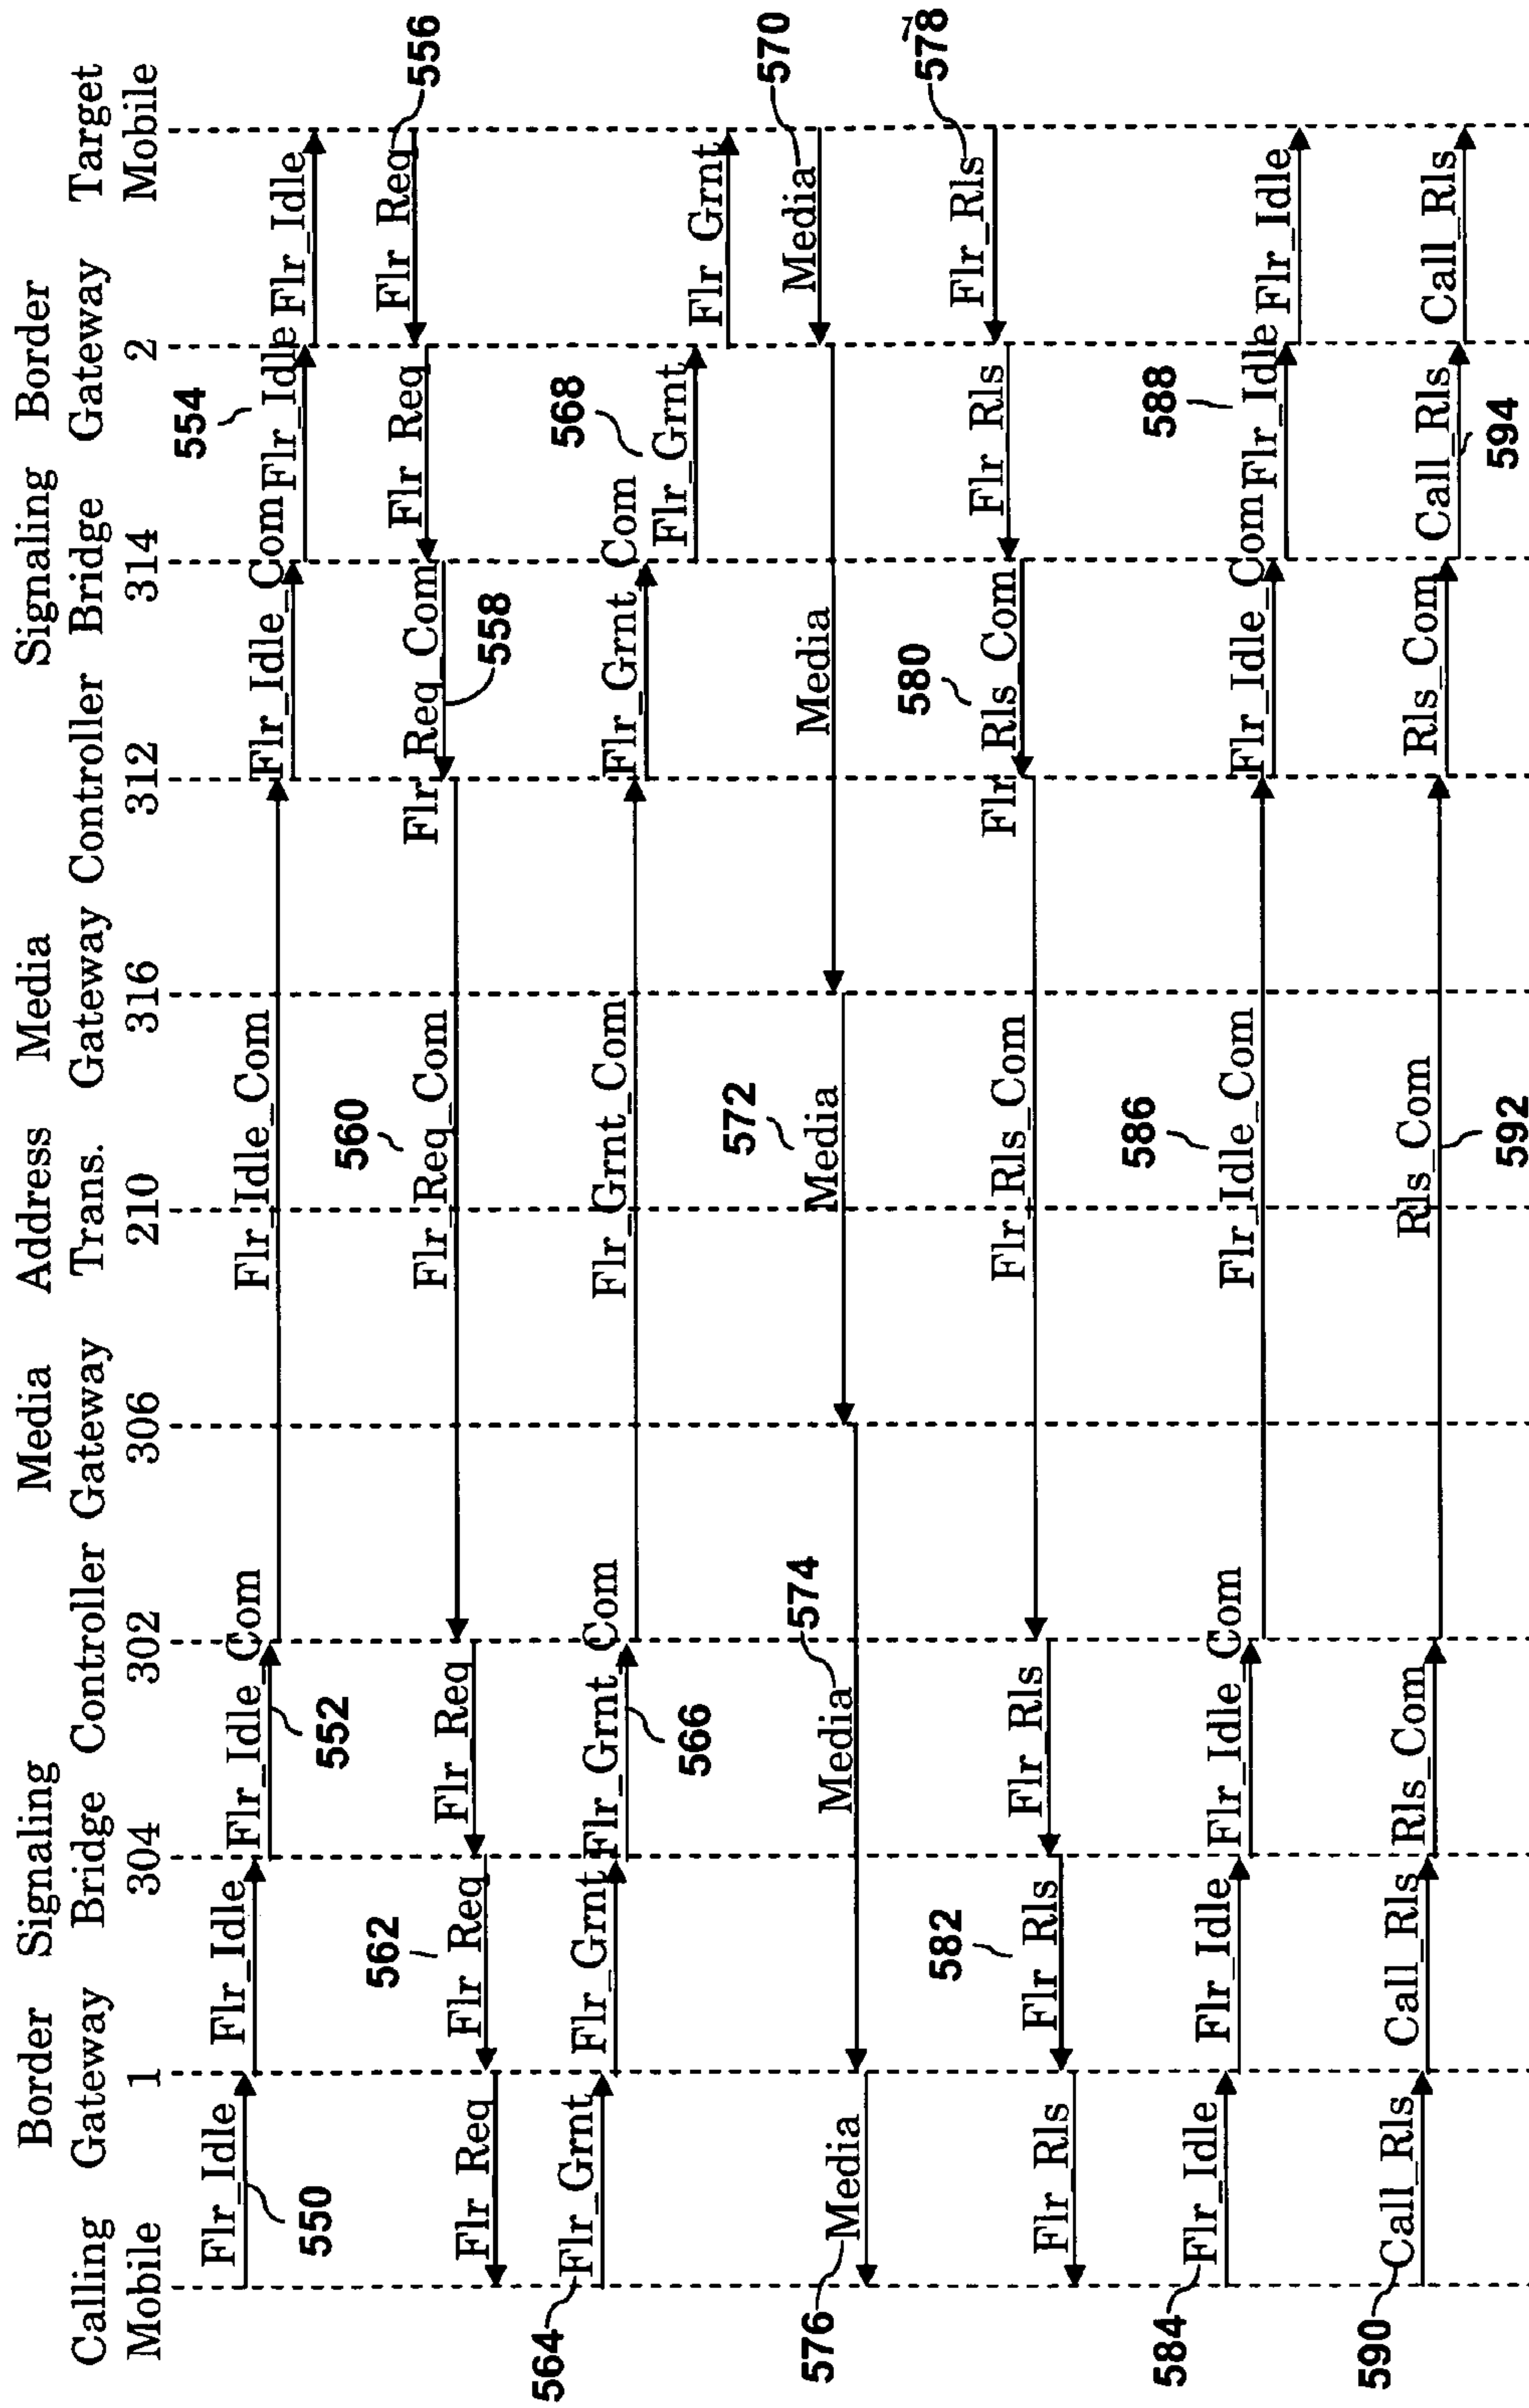 Calling Mobile
Border Gateway 1
Signaling Bridge 304
Controller 302
Media Gateway 306
Address Trans. 210
Media Gateway 316
Controller 312
Signaling Bridge 314
Border Gateway 2
Target Mobile
Flr_Idle
550
Flr_Idle
Flr_Idle_Com
552
Flr_Idle_Com
Flr_Idle_Com
554
Flr_Idle
Flr_Idle
Flr_Req
556
Flr_Req
Flr_Req_Com
558
560
Flr_Req_Com
Flr_Req
562
Flr_Req
Flr_Req
564
Flr_Grnt
Flr_Grnt
Flr_Grnt_Com
566
Flr_Grnt_Com
Flr_Grnt_Com
568
Flr_Grnt
Flr_Grnt
570
Media
Media
572
Media
574
Media
576
Media
578
Flr_Rls
Flr_Rls
580
Flr_Rls_Com
Flr_Rls_Com
Flr_Rls
582
Flr_Rls
Flr_Rls
584
Flr_Idle
Flr_Idle
Flr_Idle_Com
586
Flr_Idle_Com
Flr_Idle_Com
588
Flr_Idle
Flr_Idle
590
Call_Rls
Call_Rls
Rls_Com
Rls_Com
592
Rls_Com
Call_Rls
594
Call_Rls